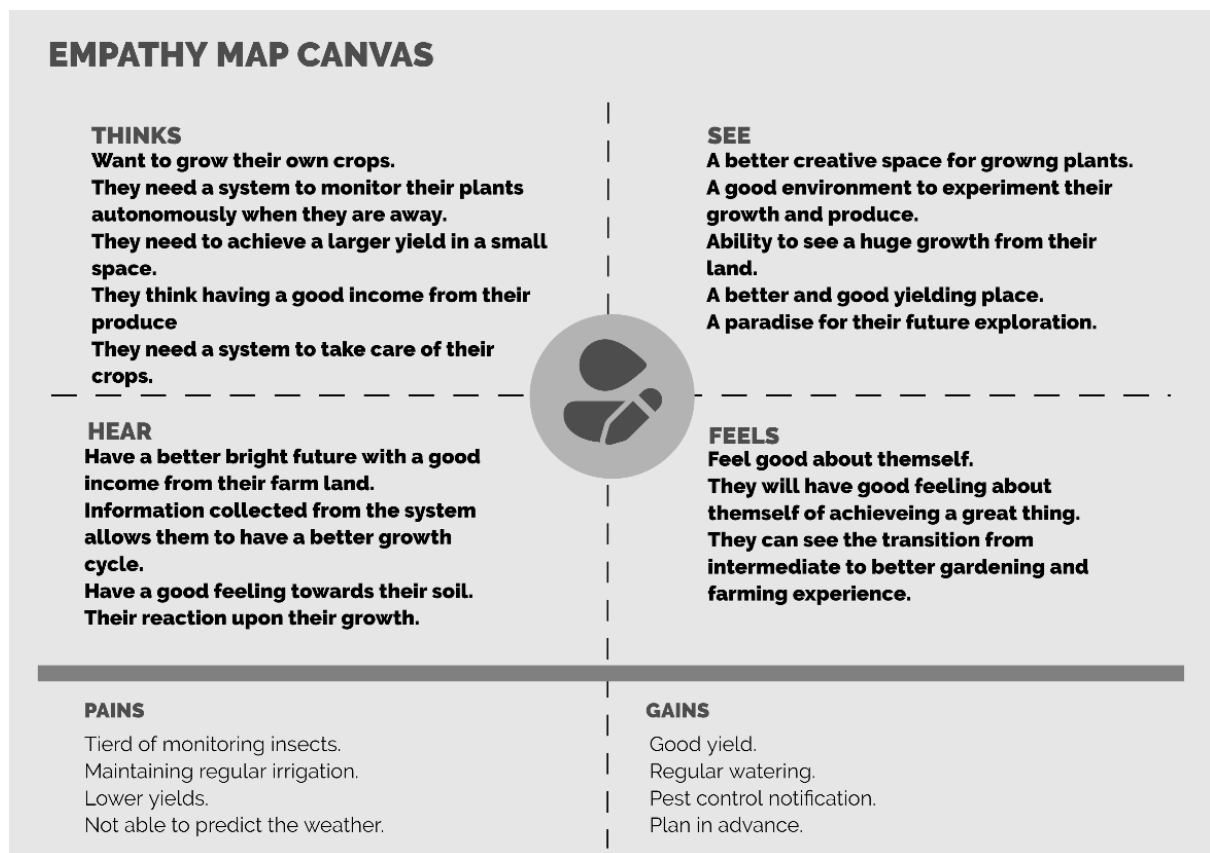 EMPATHY MAP CANVAS
THINKS
Want to grow their own crops.
They need a system to monitor their plants
autonomously when they are away.
They need to achieve a larger yield in a small
space.
They think having a good income from their
produce
They need a system to take care of their
crops.
SEE
A better creative space for growng plants.
A good environment to experiment their
growth and produce.
Ability to see a huge growth from their
land.
A better and good yielding place.
A paradise for their future exploration.
HEAR
Have a better bright future with a good
income from their farm land.
Information collected from the system
allows them to have a better growth
cycle.
Have a good feeling towards their soil.
Their reaction upon their growth.
FEELS
Feel good about themself.
They will have good feeling about
themself of achieveing a great thing.
They can see the transition from
intermediate to better gardening and
farming experience.
PAINS
Tierd of monitoring insects.
Maintaining regular irrigation.
Lower yields.
Not able to predict the weather.
GAINS
Good yield.
Regular watering.
Pest control notification.
Plan in advance.